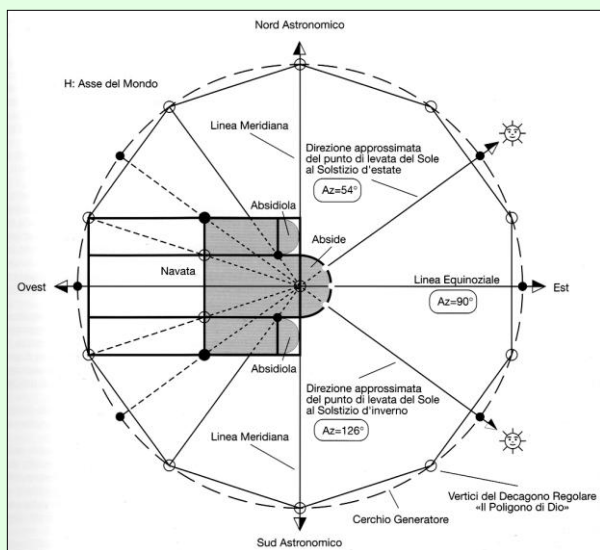 Nord Astronomico
H: Asse del Mondo
Linea Meridiana
Direzione approssimata
del punto di levata del Sole
al Solstizio d'estate
Az=54°
Absidiola
Abside
Navata
Ovest
Linea Equinoziale
Est
Az=90°
Absidiola
Direzione approssimata
del punto di levata del Sole
al Solstizio d'inverno
Az=126°
Linea Meridiana
Vertici del Decagono Regolare
«Il Poligono di Dio»
Cerchio Generatore
Sud Astronomico